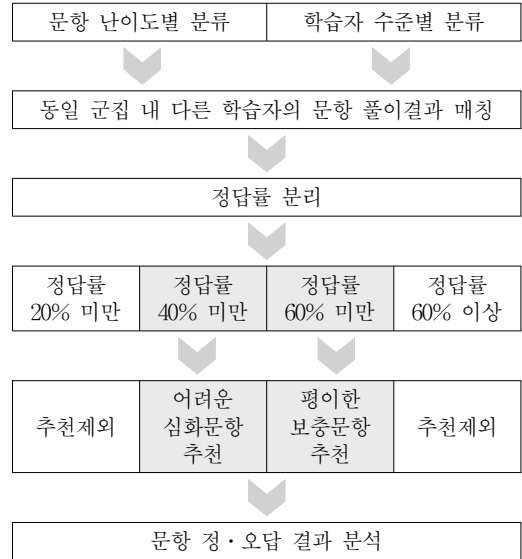 문항 난이도별 분류
학습자 수준별 분류
동일 군집 내 다른 학습자의 문항 풀이결과 매칭
정답률 분리
정답률
20% 미만
정답률
40% 미만
정답률
60% 미만
정답률
60% 이상
추천제외
어려운
심화문항
추천
평이한
보충문항
추천
추천제외
문항 정・오답 결과 분석